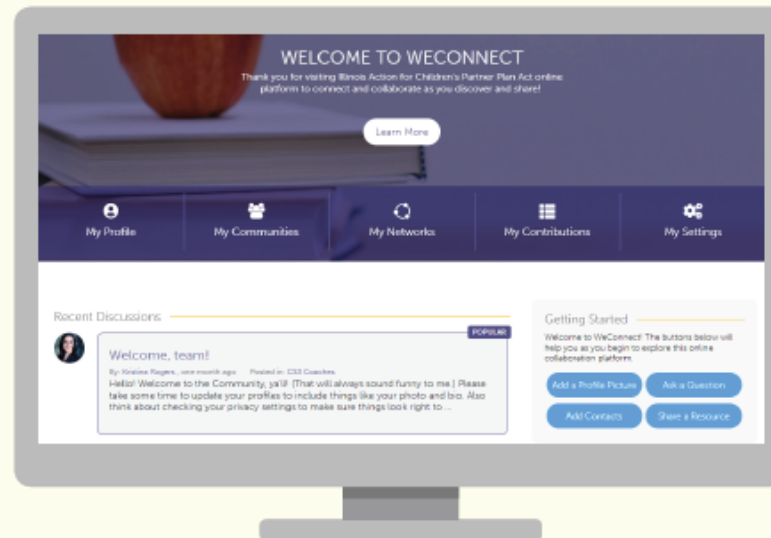 WELCOME TO WECONNECT
Thank you for visiting Illinois Action for Children's Partner Plan Act online
platform to connect and collaborate as you discover and share!
Learn More
My Profile
My Communities
My Networks
My Contributions
My Settings
Recent Discussions
POPULAR
Welcome, team!
By: Kristina Rogers, one month ago Posted in: CS3 Coaches
Hello! Welcome to the Community, ya'll! (That will always sound funny to me.) Please
take some time to update your profiles to include things like your photo and bio. Also
think about checking your privacy settings to make sure things look right to ...
Getting Started
Welcome to WeConnect! The buttons below will
help you as you begin to explore this online
collaboration platform.
Add a Profile Picture
Ask a Question
Add Contacts
Share a Resource